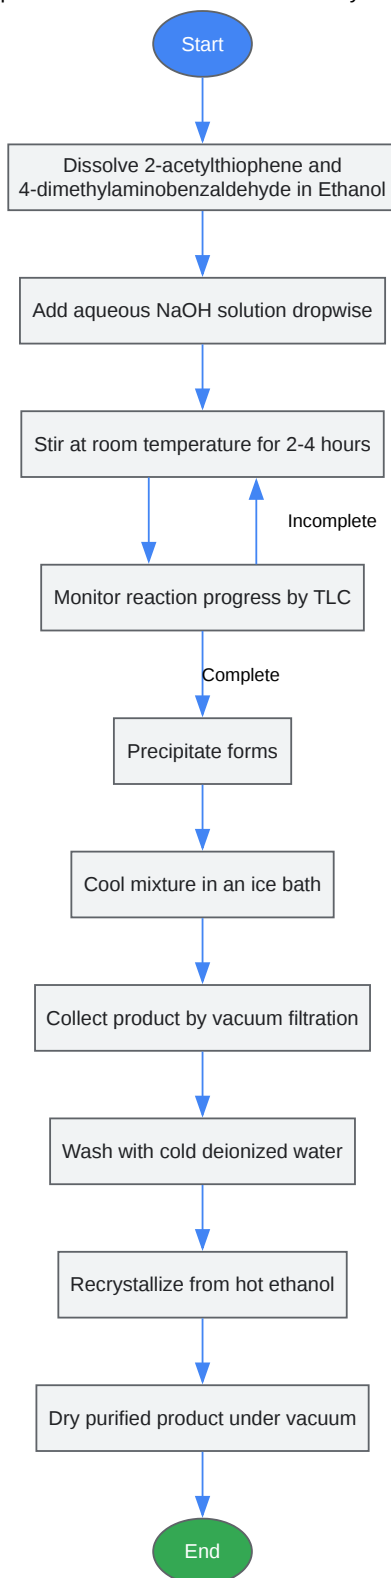 Start
Dissolve 2-acetylthiophene and
4-dimethylaminobenzaldehyde in Ethanol
Add aqueous NaOH solution dropwise
Stir at room temperature for 2-4 hours
Incomplete
Monitor reaction progress by TLC
Complete
Precipitate forms
Cool mixture in an ice bath
Collect product by vacuum filtration
Wash with cold deionized water
Recrystallize from hot ethanol
Dry purified product under vacuum
End